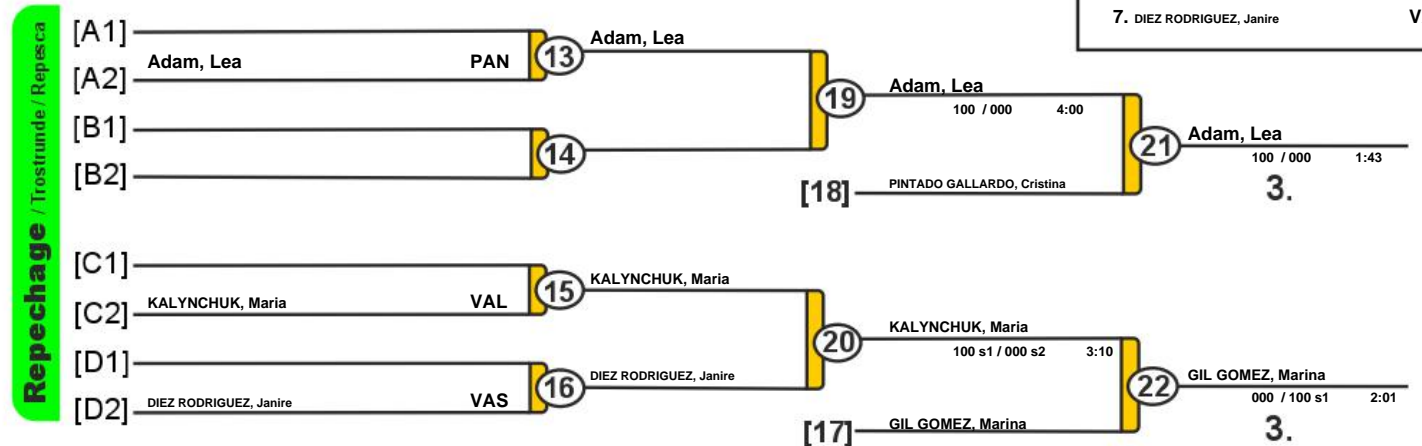 7. DIEZ RODRIGUEZ, Janire V
Repechage / Trostrunde / Repesca
[A1]
Adam, Lea PAN
[A2]
13
Adam, Lea
[B1]
[B2]
14
19
Adam, Lea
100 / 000 4:00
[18] PINTADO GALLARDO, Cristina
21
Adam, Lea
100 / 000 1:43
3.
[C1]
[C2] KALYNCHUK, Maria VAL
15
KALYNCHUK, Maria
[D1]
[D2] DIEZ RODRIGUEZ, Janire VAS
16
DIEZ RODRIGUEZ, Janire
20
KALYNCHUK, Maria
100 s1 / 000 s2 3:10
[17] GIL GOMEZ, Marina
22
GIL GOMEZ, Marina
000 / 100 s1 2:01
3.